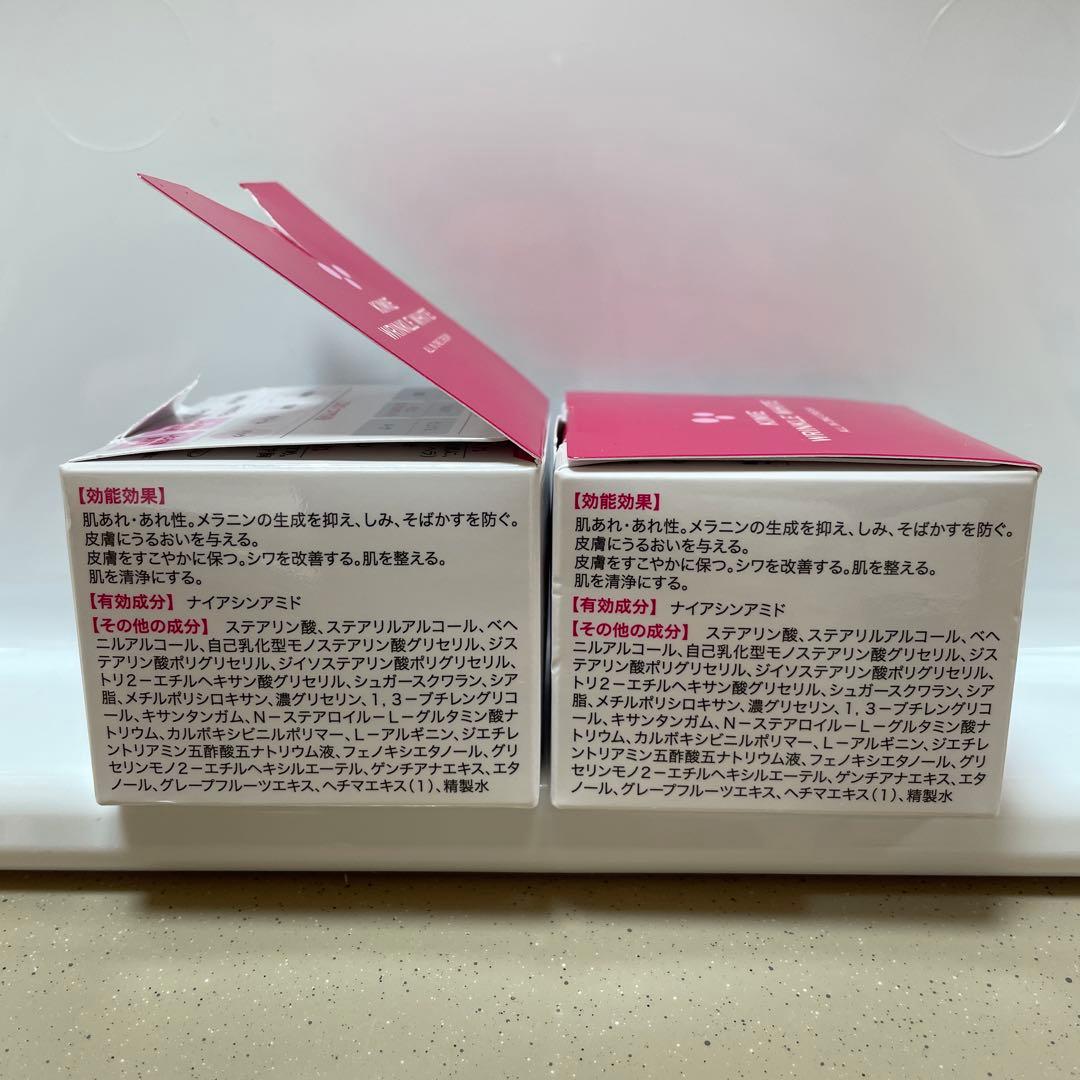 KINIE
WRINKLE WHITE
【効能効果】
肌あれ・あれ性。メラニンの生成を抑え、しみ、そばかすを防ぐ。
皮膚にうるおいを与える。
皮膚をすこやかに保つ。シワを改善する。肌を整える。
肌を清浄にする。
【有効成分】 ナイアシンアミド
【その他の成分】 ステアリン酸、ステアリルアルコール、ベヘ
ニルアルコール、自己乳化型モノステアリン酸グリセリル、ジス
テアリン酸ポリグリセリル、ジイソステアリン酸ポリグリセリル、
トリ2－エチルヘキサン酸グリセリル、シュガースクワラン、シア
脂、メチルポリシロキサン、濃グリセリン、1，3－ブチレングリコ
ール、キサンタンガム、N－ステアロイル－L－グルタミン酸ナ
トリウム、カルボキシビニルポリマー、L－アルギニン、ジエチレ
ントリアミン五酢酸五ナトリウム液、フェノキシエタノール、グリ
セリンモノ2－エチルヘキシルエーテル、ゲンチアナエキス、エタ
ノール、グレープフルーツエキス、ヘチマエキス（1）、精製水
KINIE
WRINKLE WHITE
【効能効果】
肌あれ・あれ性。メラニンの生成を抑え、しみ、そばかすを防ぐ。
皮膚にうるおいを与える。
皮膚をすこやかに保つ。シワを改善する。肌を整える。
肌を清浄にする。
【有効成分】 ナイアシンアミド
【その他の成分】 ステアリン酸、ステアリルアルコール、ベヘ
ニルアルコール、自己乳化型モノステアリン酸グリセリル、ジス
テアリン酸ポリグリセリル、ジイソステアリン酸ポリグリセリル、
トリ2－エチルヘキサン酸グリセリル、シュガースクワラン、シア
脂、メチルポリシロキサン、濃グリセリン、1，3－ブチレングリコ
ール、キサンタンガム、N－ステアロイル－L－グルタミン酸ナ
トリウム、カルボキシビニルポリマー、L－アルギニン、ジエチレ
ントリアミン五酢酸五ナトリウム液、フェノキシエタノール、グリ
セリンモノ2－エチルヘキシルエーテル、ゲンチアナエキス、エタ
ノール、グレープフルーツエキス、ヘチマエキス（1）、精製水